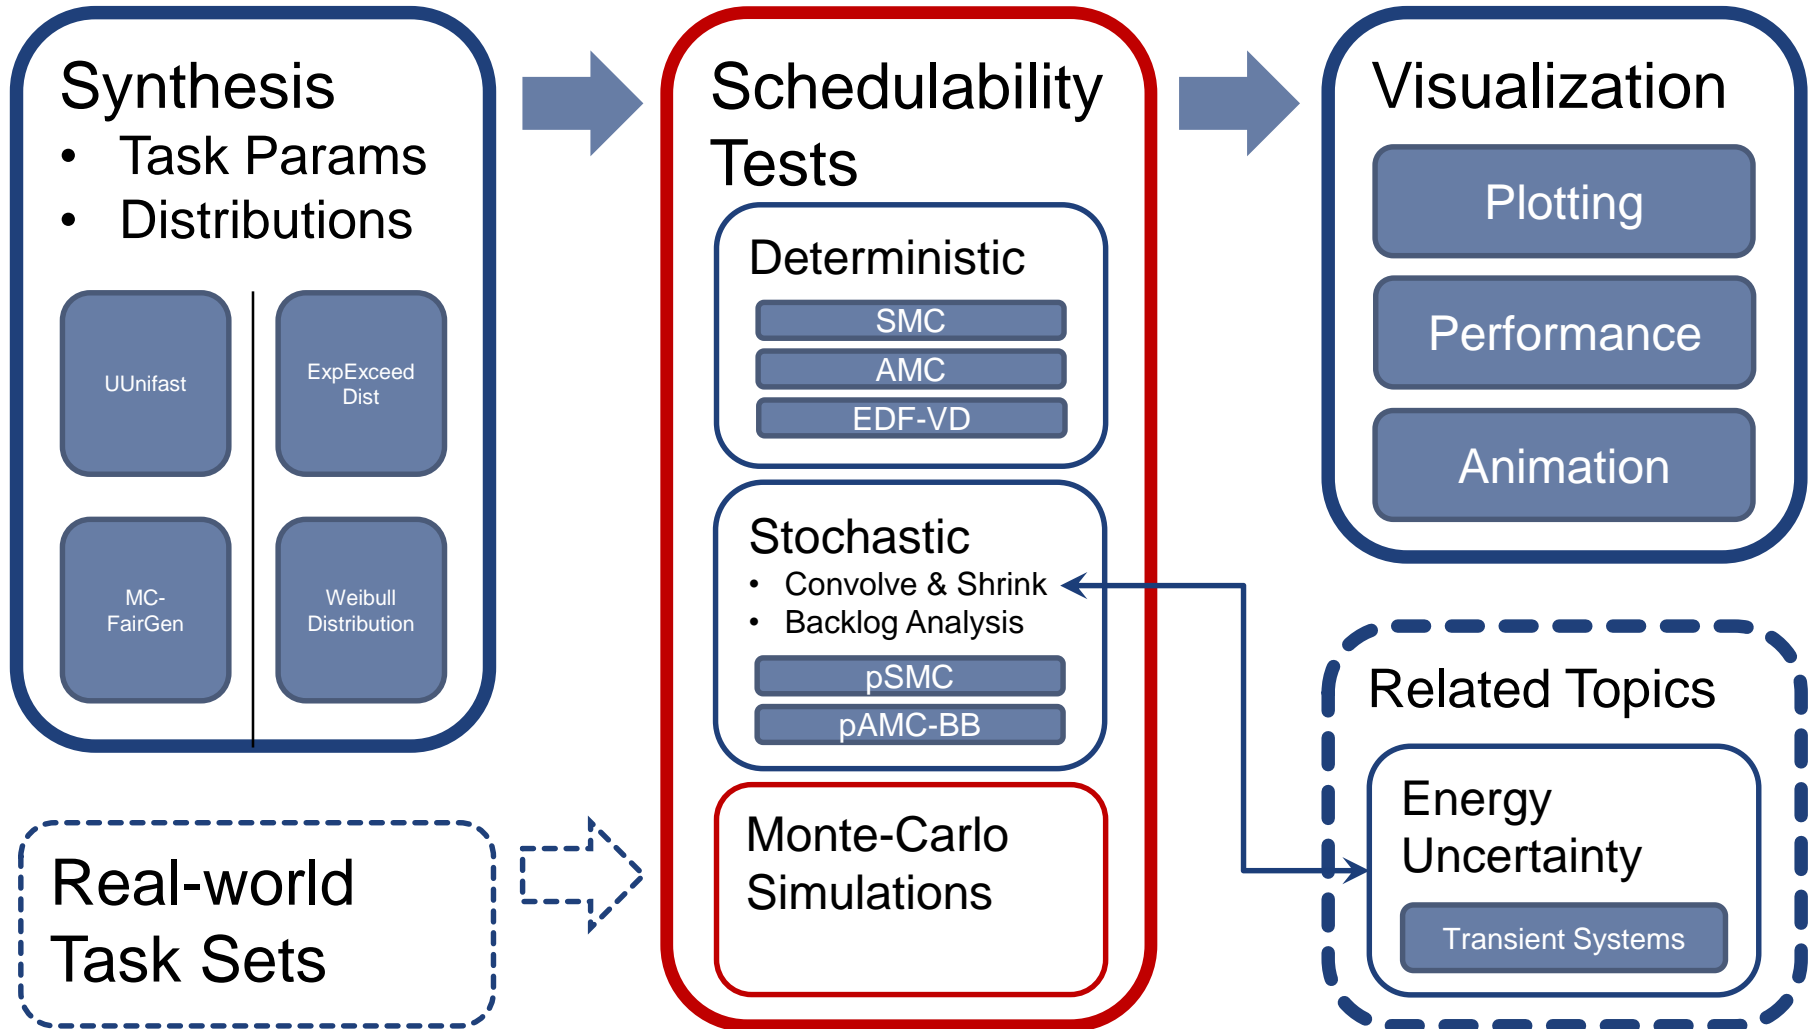 Synthesis
• Task Params
• Distributions
UUnifast
ExpExceed
Dist
MC-
FairGen
Weibull
Distribution
Real-world
Task Sets
Schedulability
Tests
Deterministic
SMC
AMC
EDF-VD
Stochastic
• Convolve & Shrink
• Backlog Analysis
pSMC
pAMC-BB
Monte-Carlo
Simulations
Visualization
Plotting
Performance
Animation
Related Topics
Energy
Uncertainty
Transient Systems